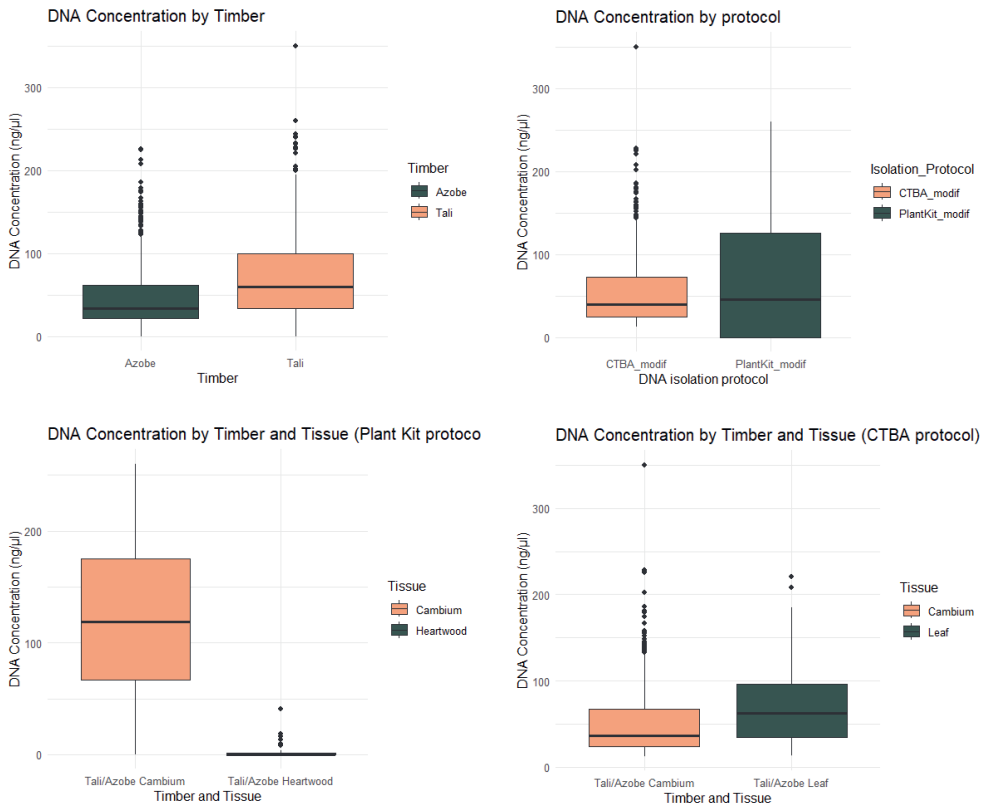 DNA Concentration by Timber
DNA Concentration (ng/µl)
300
200
100
0
Azobe
Tali
Timber
Timber
Azobe
Tali
DNA Concentration by protocol
DNA Concentration (ng/µl)
300
200
100
0
CTBA_modif
PlantKit_modif
DNA isolation protocol
Isolation_Protocol
CTBA_modif
PlantKit_modif
DNA Concentration by Timber and Tissue (Plant Kit protoco
DNA Concentration (ng/µl)
200
100
0
Tali/Azobe Cambium
Tali/Azobe Heartwood
Timber and Tissue
Tissue
Cambium
Heartwood
DNA Concentration by Timber and Tissue (CTBA protocol)
DNA Concentration (ng/µl)
300
200
100
0
Tali/Azobe Cambium
Tali/Azobe Leaf
Timber and Tissue
Tissue
Cambium
Leaf